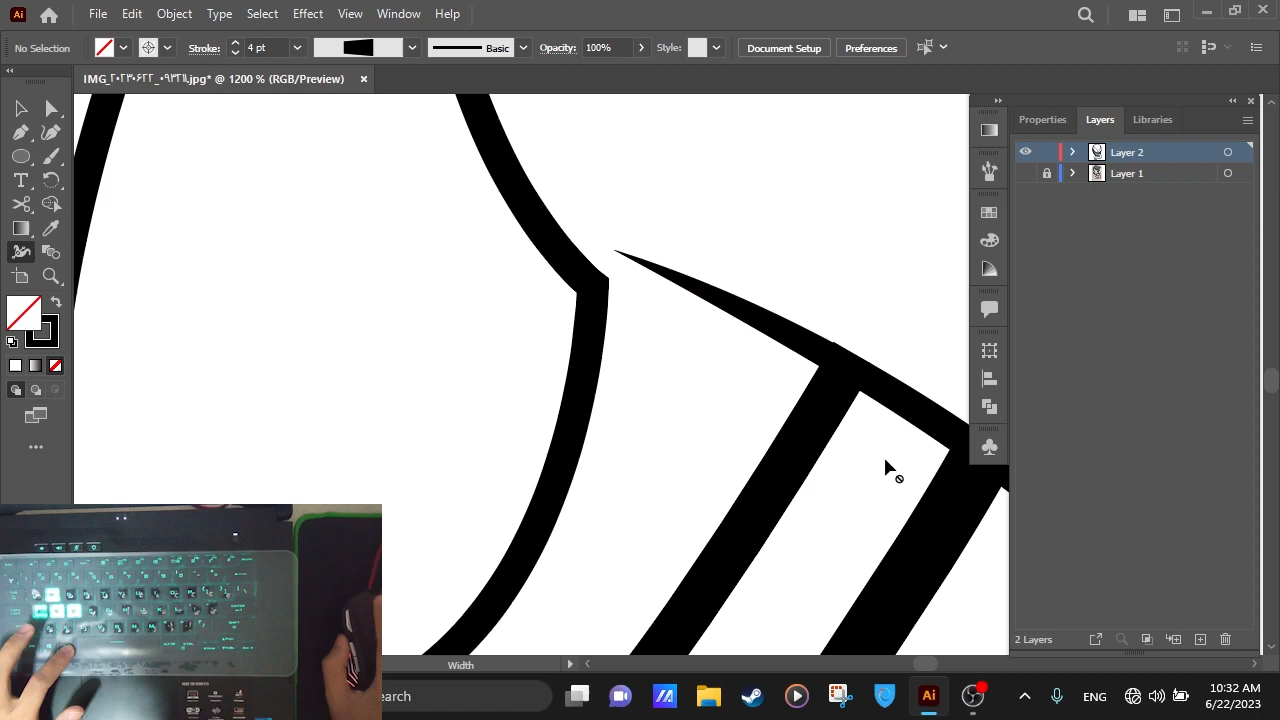 File Edit Object Type Select Effect View Window Help
No Selection Stroke: 4 pt Basic Opacity: 100% Style: Document Setup Preferences
IMG_٢٠٢٣٠٦٢٢_٠٩٣٢١٨.jpg* @ 1200 % (RGB/Preview)
Properties Layers Libraries
Layer 2
Layer 1
2 Layers
Width
earch
ENG
10:32 AM
6/22/2023